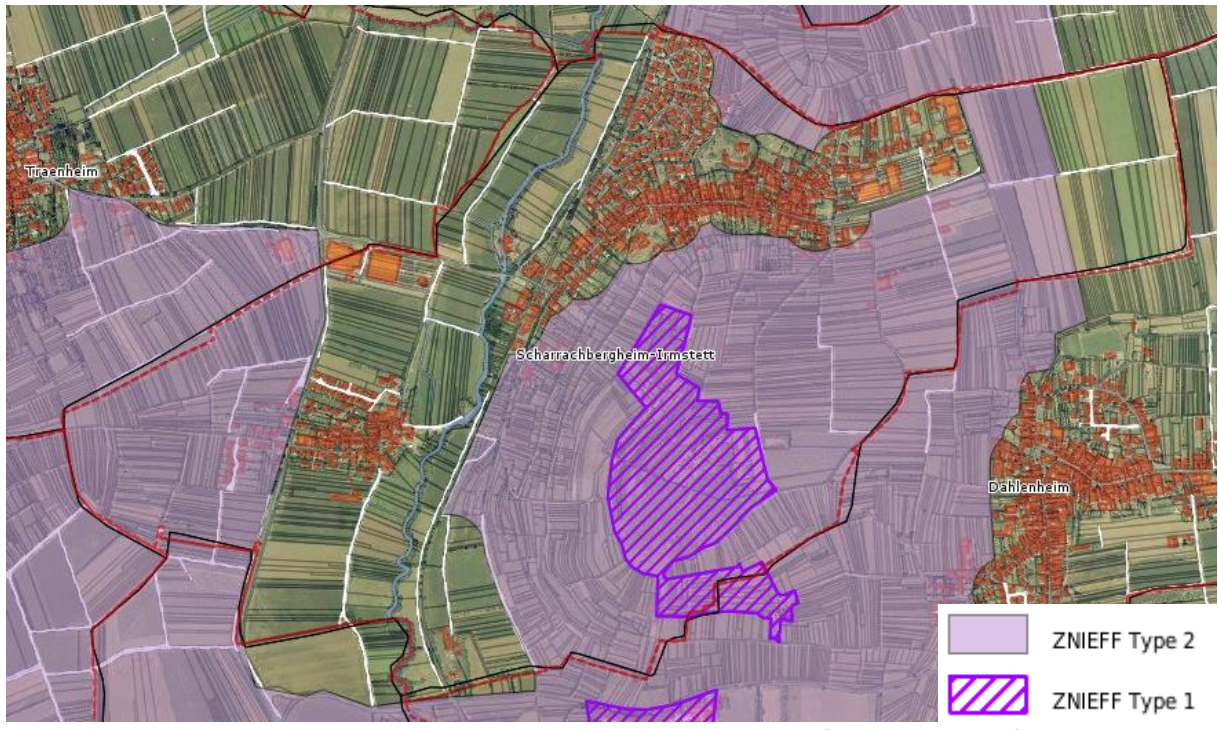 Traenheim
Scharrachbergheim-Irmstett
Dahlenheim
ZNIEFF Type 2
ZNIEFF Type 1